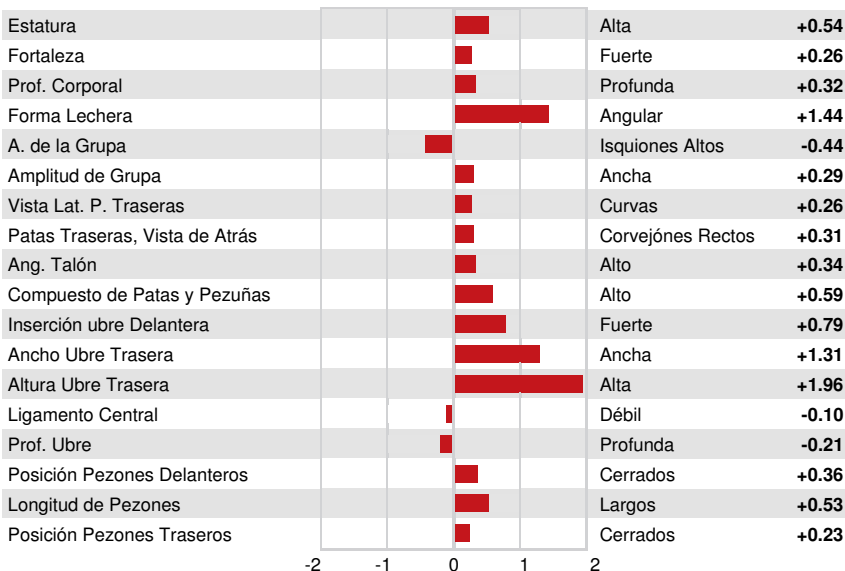 Estatura Alta +0.54
Fortaleza Fuerte +0.26
Prof. Corporal Profunda +0.32
Forma Lechera Angular +1.44
A. de la Grupa Isquiones Altos -0.44
Amplitud de Grupa Ancha +0.29
Vista Lat. P. Traseras Curvas +0.26
Patas Traseras, Vista de Atrás Corvejónes Rectos +0.31
Ang. Talón Alto +0.34
Compuesto de Patas y Pezuñas Alto +0.59
Inserción ubre Delantera Fuerte +0.79
Ancho Ubre Trasera Ancha +1.31
Altura Ubre Trasera Alta +1.96
Ligamento Central Débil -0.10
Prof. Ubre Profunda -0.21
Posición Pezones Delanteros Cerrados +0.36
Longitud de Pezones Largos +0.53
Posición Pezones Traseros Cerrados +0.23
-2 -1 0 1 2